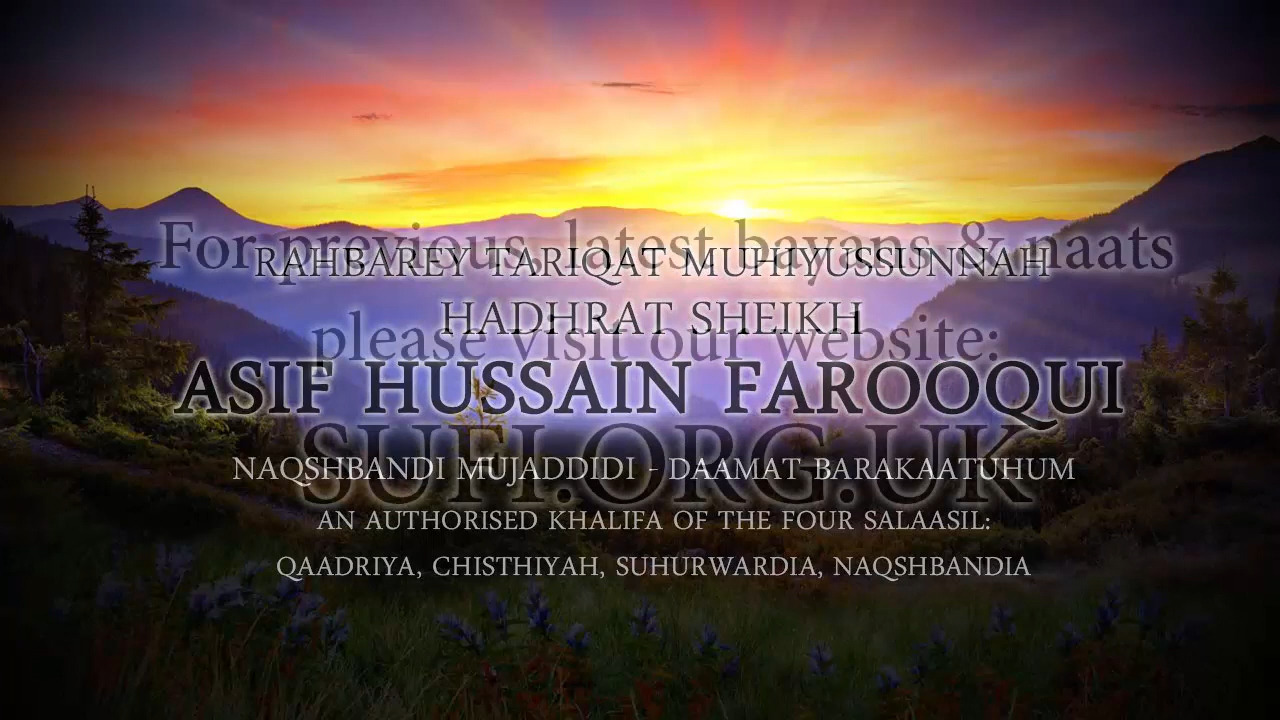 For previous, latest bayans & naats
please visit our website:
SUFI.ORG.UK
RAHBAREY TARIQAT MUHIYUSSUNNAH
HADHRAT SHEIKH
ASIF HUSSAIN FAROOQUI
NAQSHBANDI MUJADDIDI - DAAMAT BARAKAATUHUM
AN AUTHORISED KHALIFA OF THE FOUR SALAASIL:
QAADRIYA, CHISTHIYAH, SUHURWARDIA, NAQSHBANDIA